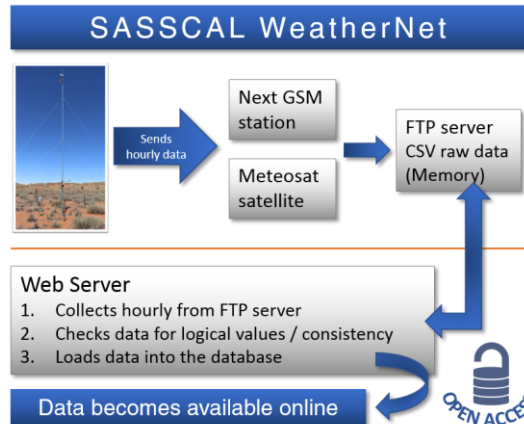 SASSCAL WeatherNet
Sends
hourly data
Next GSM
station
Meteosat
satellite
FTP server
CSV raw data
(Memory)
Web Server
1. Collects hourly from FTP server
2. Checks data for logical values / consistency
3. Loads data into the database
Data becomes available online
OPEN ACCESS